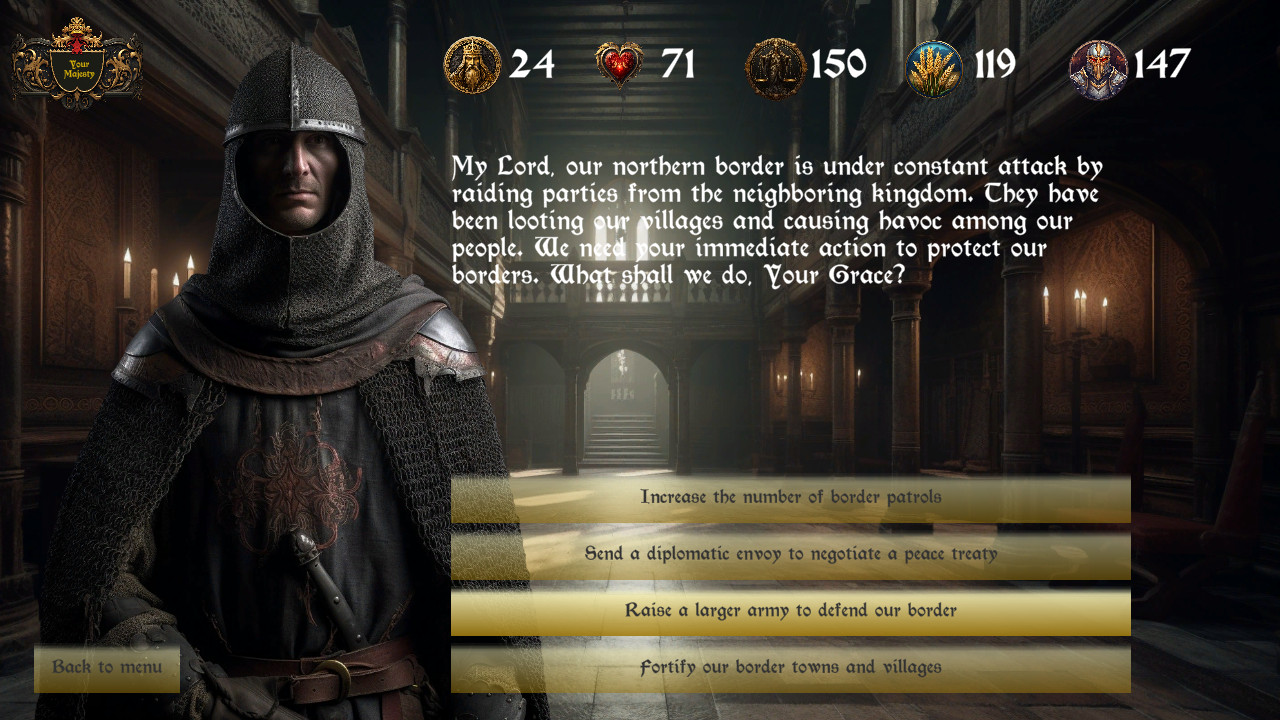 Your
Majesty
24
71
150
119
147
My Lord, our northern border is under constant attack by
raiding parties from the neighboring kingdom. They have
been looting our villages and causing havoc among our
people. We need your immediate action to protect our
borders. What shall we do, Your Grace?
Increase the number of border patrols
Send a diplomatic envoy to negotiate a peace treaty
Raise a larger army to defend our border
Fortify our border towns and villages
Back to menu